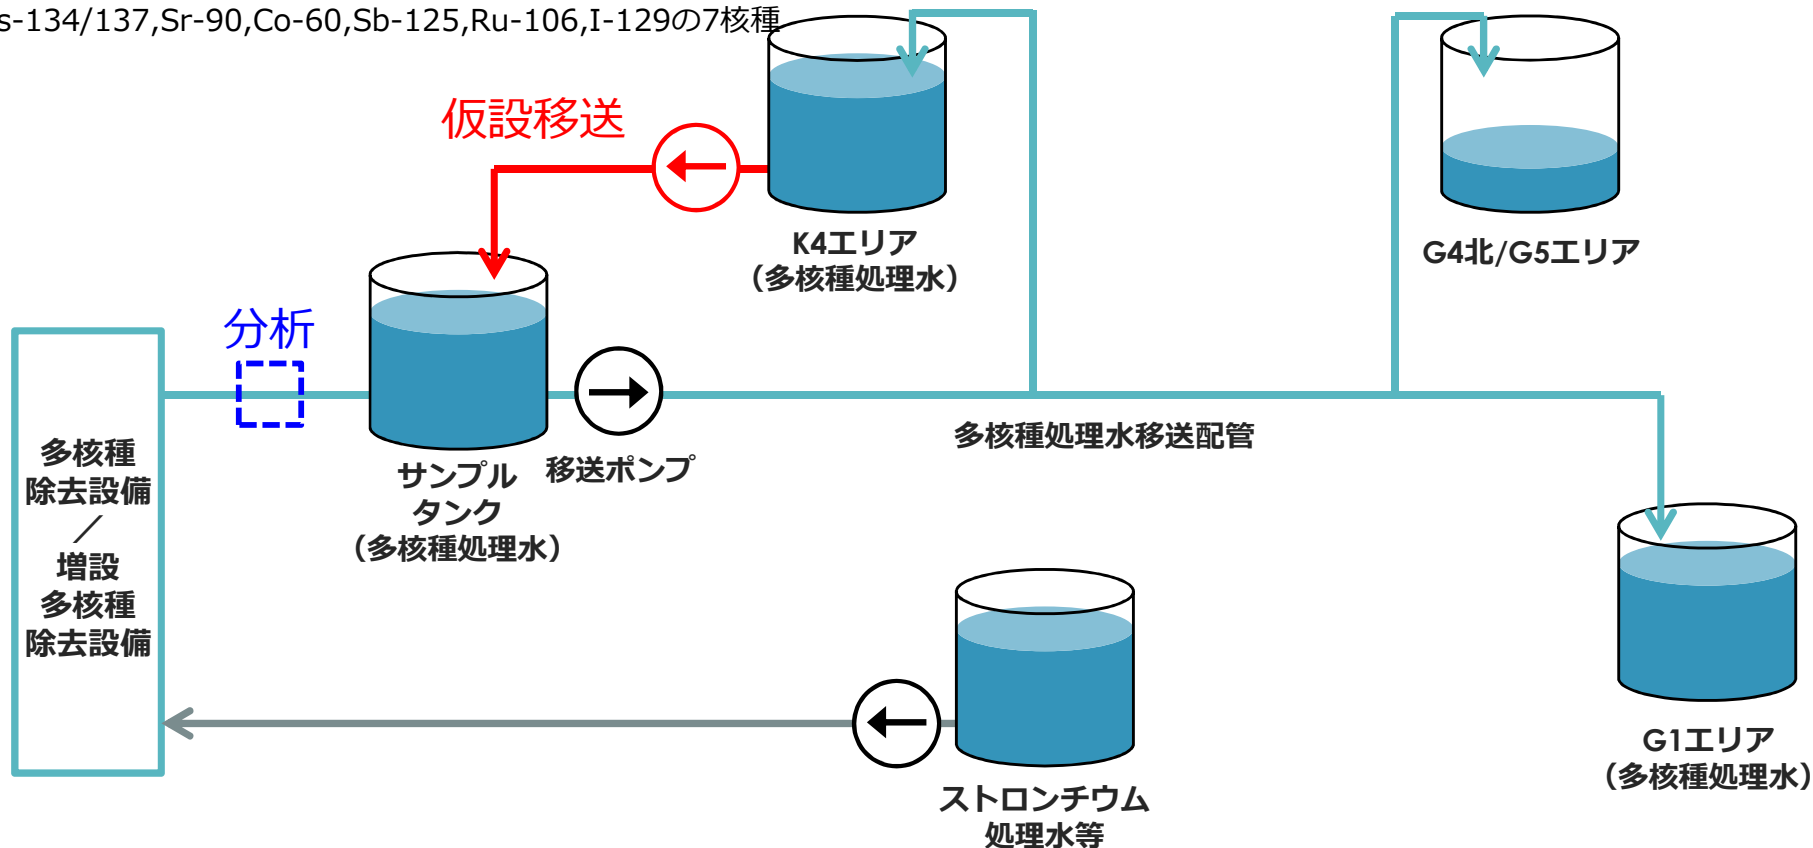 s-134/137,Sr-90,Co-60,Sb-125,Ru-106,I-129の7核種
仮設移送
K4エリア
（多核種処理水）
G4北/G5エリア
分析
多核種処理水移送配管
多核種
除去設備
／
増設
多核種
除去設備
サンプル
タンク
（多核種処理水）
移送ポンプ
G1エリア
（多核種処理水）
ストロンチウム
処理水等